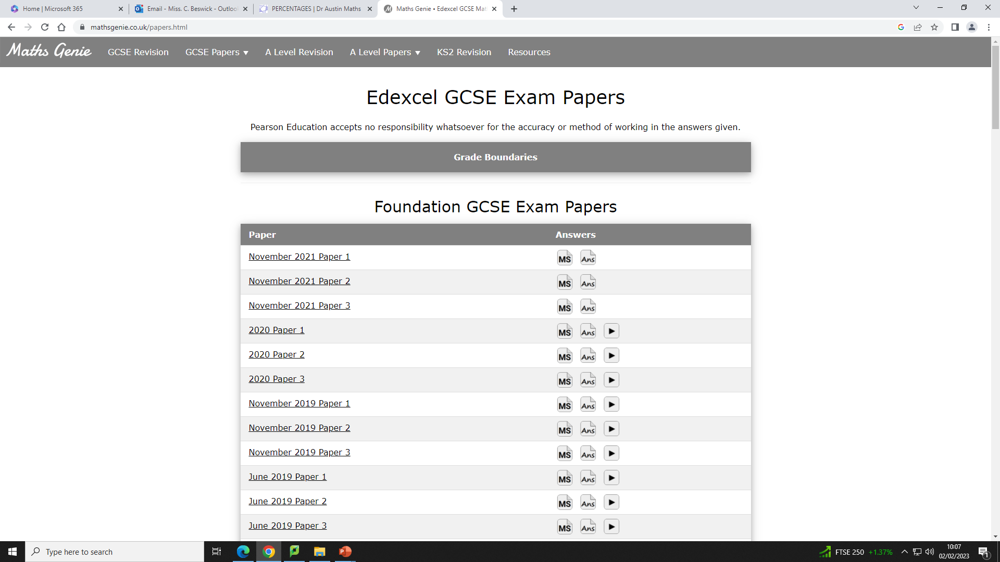 Home | Microsoft 365
Email - Miss. C. Beswick - Outlook
PERCENTAGES | Dr Austin Maths
Maths Genie • Edexcel GCSE Mat
mathsgenie.co.uk/papers.html
Maths Genie
GCSE Revision
GCSE Papers ▼
A Level Revision
A Level Papers ▼
KS2 Revision
Resources
Edexcel GCSE Exam Papers
Pearson Education accepts no responsibility whatsoever for the accuracy or method of working in the answers given.
Grade Boundaries
Foundation GCSE Exam Papers
Paper Answers
November 2021 Paper 1 MS Ans
November 2021 Paper 2 MS Ans
November 2021 Paper 3 MS Ans
2020 Paper 1 MS Ans
2020 Paper 2 MS Ans
2020 Paper 3 MS Ans
November 2019 Paper 1 MS Ans
November 2019 Paper 2 MS Ans
November 2019 Paper 3 MS Ans
June 2019 Paper 1 MS Ans
June 2019 Paper 2 MS Ans
June 2019 Paper 3 MS Ans
Type here to search
FTSE 250 +1.37%
10:07
02/02/2023
1